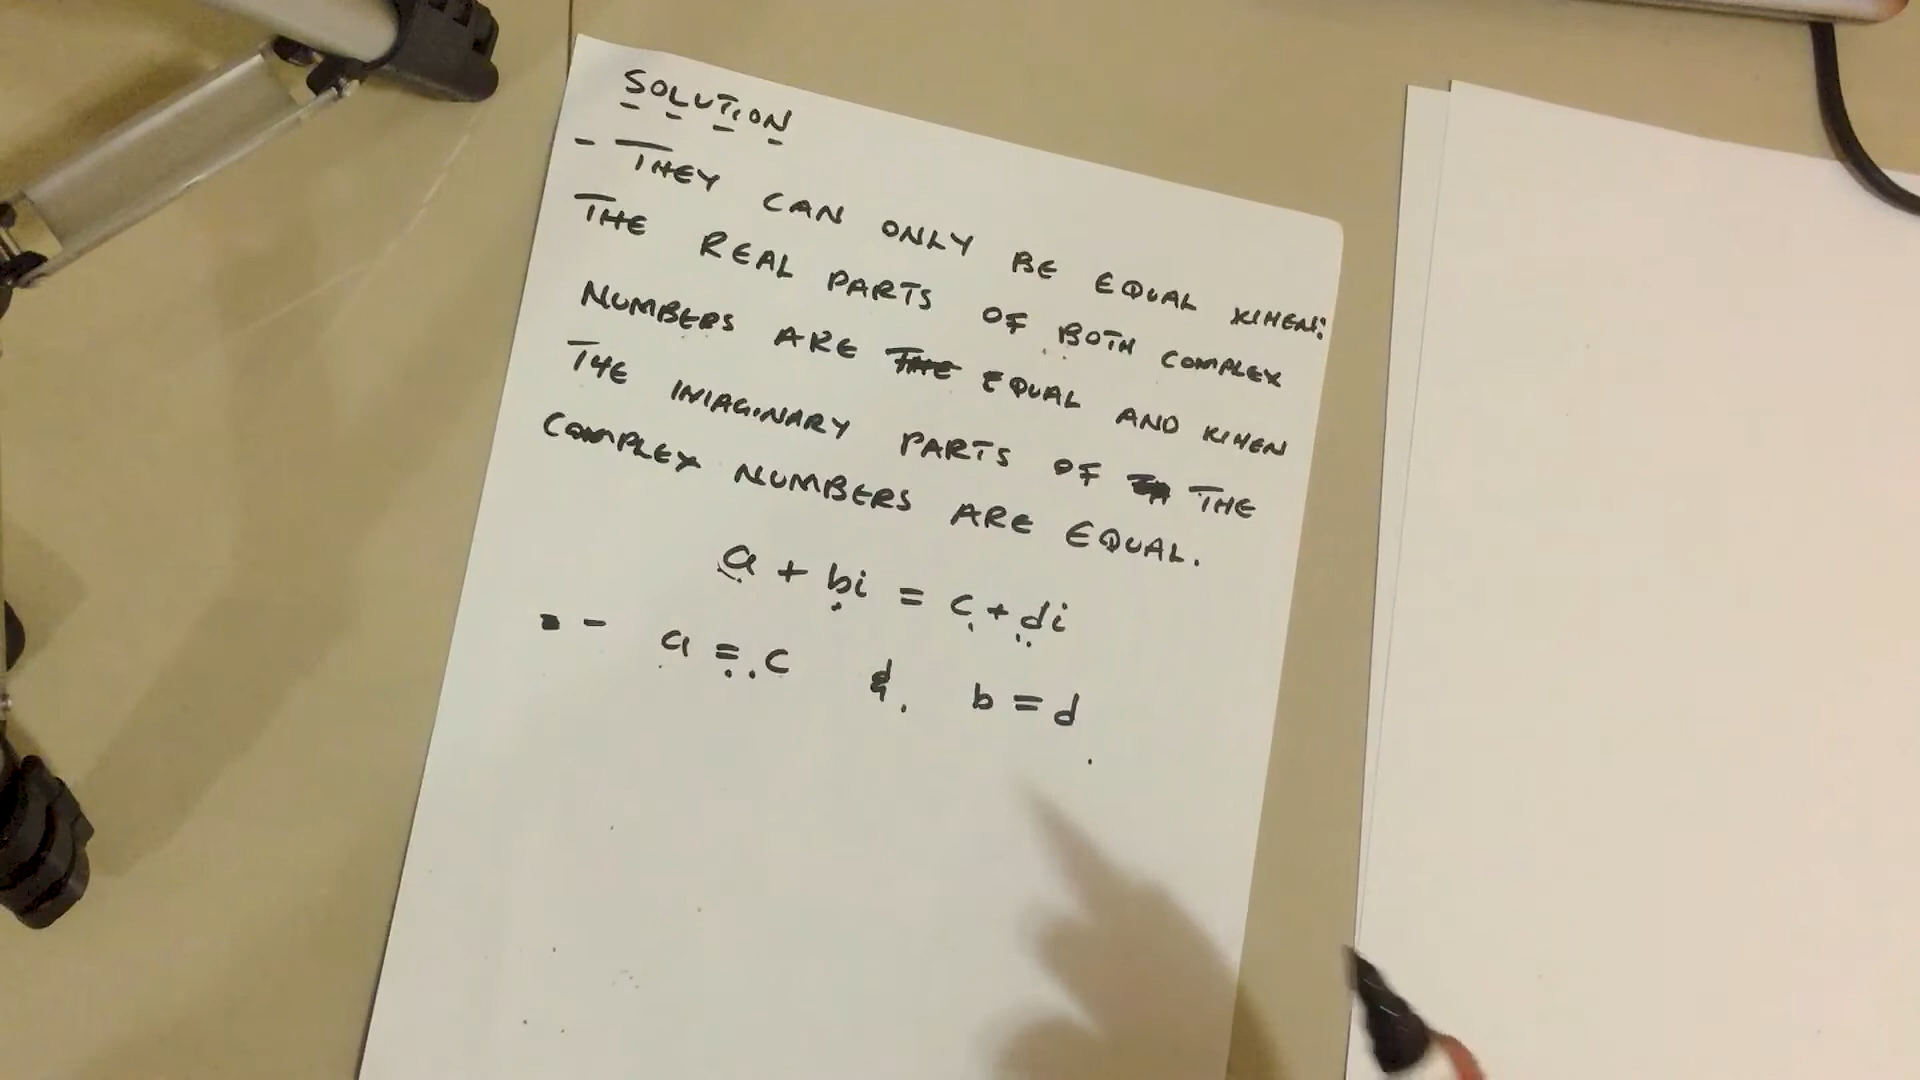 SOLUTION
- THEY CAN ONLY BE EQUAL WHEN:
THE REAL PARTS OF BOTH COMPLEX
NUMBERS ARE THE EQUAL AND WHEN
THE IMAGINARY PARTS OF THE
COMPLEX NUMBERS ARE EQUAL.
a + bi = c + di
- a = c & b = d